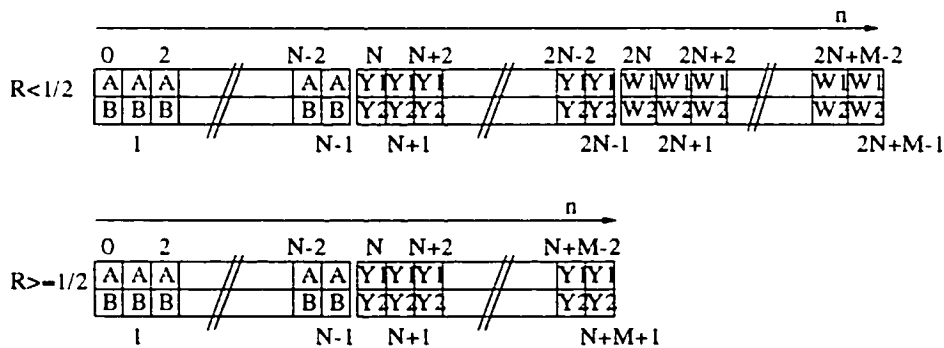 n
0 2 N-2 N N+2 2N-2 2N 2N+2 2N+M-2
R<1/2 A A A A A Y1 Y1 Y1 Y1 Y1 W1 W1 W1 W1 W1
B B B B B Y2 Y2 Y2 Y2 Y2 W2 W2 W2 W2 W2
1 N-1 N+1 2N-1 2N+1 2N+M-1
n
0 2 N-2 N N+2 N+M-2
R>=1/2 A A A A A Y1 Y1 Y1 Y1 Y1
B B B B B Y2 Y2 Y2 Y2 Y2
1 N-1 N+1 N+M+1